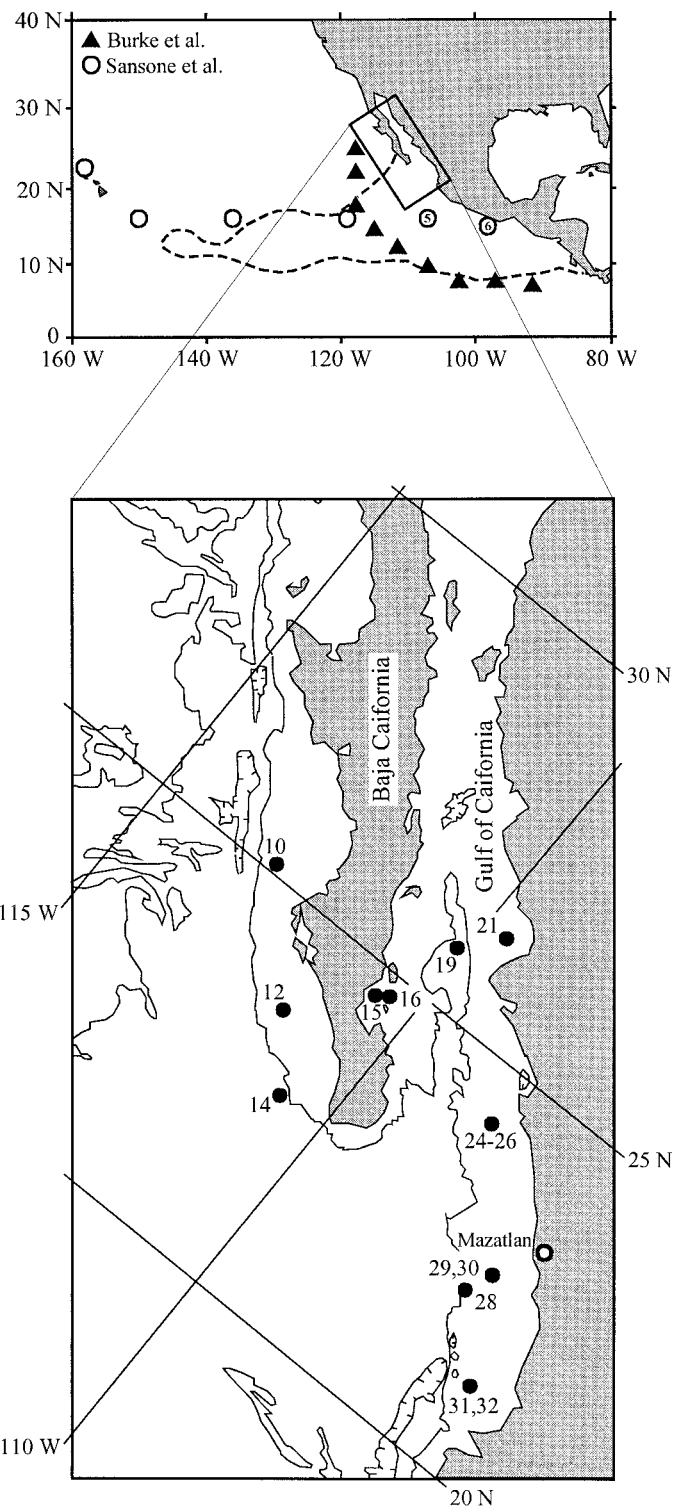 40 N
Burke et al.
Sansone et al.
30 N
20 N
5
6
10 N
0
160 W
140 W
120 W
100 W
80 W
Baja Caifornia
Gulf of Caifornia
30 N
10
115 W
21
19
12
15
16
14
24-26
25 N
Mazatlan
29,30
28
31,32
110 W
20 N